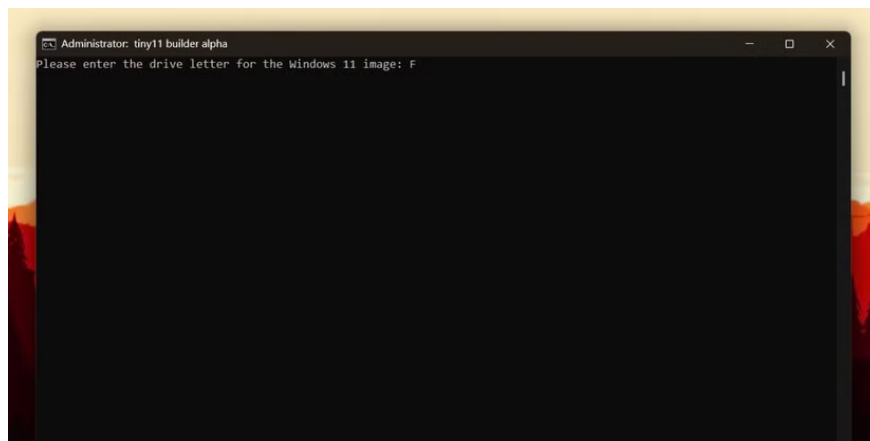 Administrator: tiny11 builder alpha
Please enter the drive letter for the Windows 11 image: F